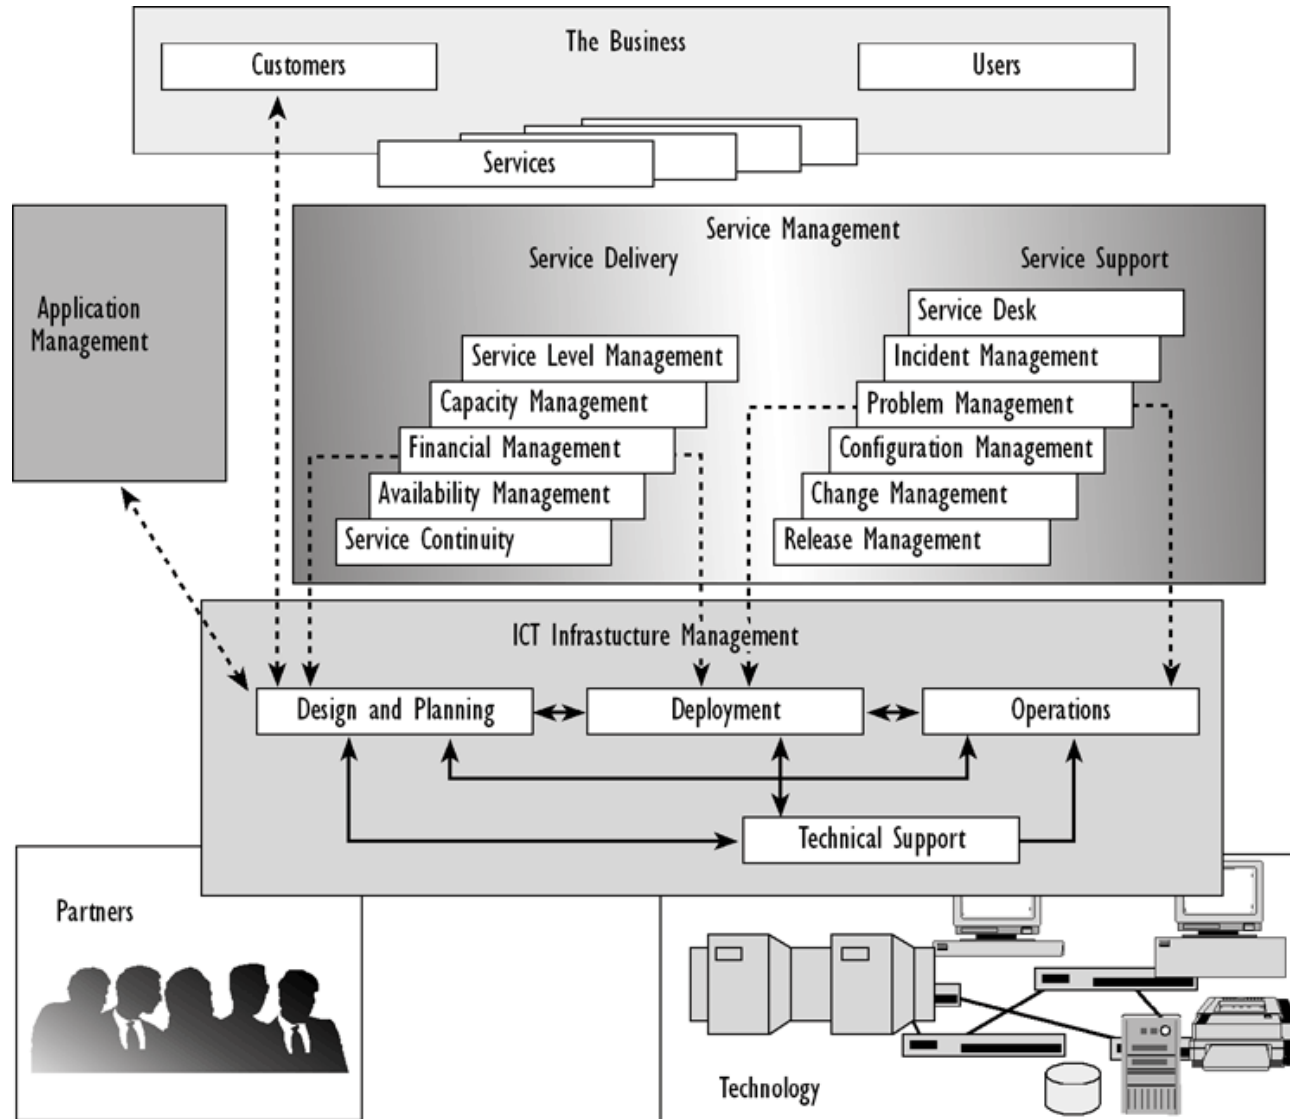 The Business
Customers
Users
Services
Service Management
Service Delivery
Service Support
Application
Management
Service Desk
Service Level Management
Incident Management
Capacity Management
Problem Management
Financial Management
Configuration Management
Availability Management
Change Management
Service Continuity
Release Management
ICT Infrastucture Management
Design and Planning
Deployment
Operations
Technical Support
Partners
Technology